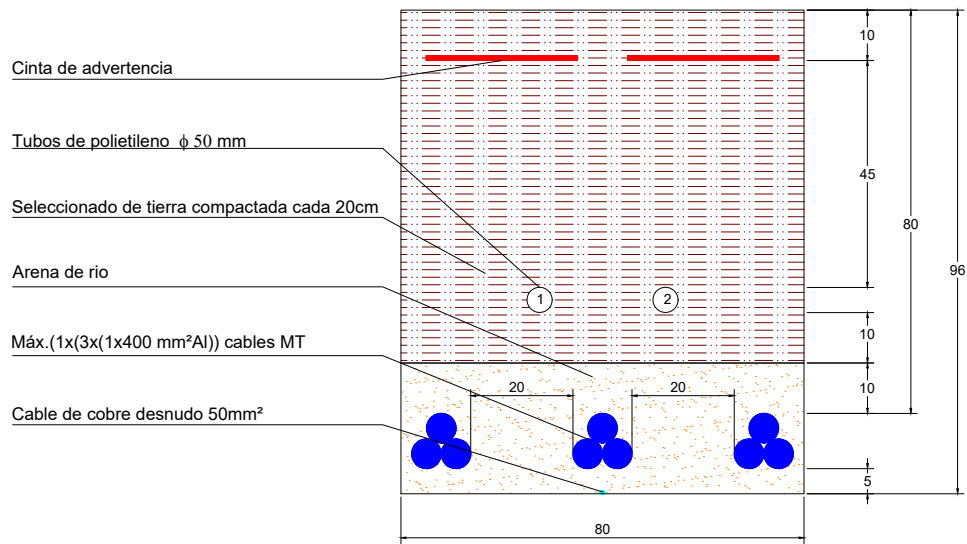 10
Cinta de advertencia
Tubos de polietileno ϕ 50 mm
45
Seleccionado de tierra compactada cada 20cm
80
Arena de rio
96
1
2
10
Máx.(1x(3x(1x400 mm²Al)) cables MT
20
20
10
Cable de cobre desnudo 50mm²
5
80